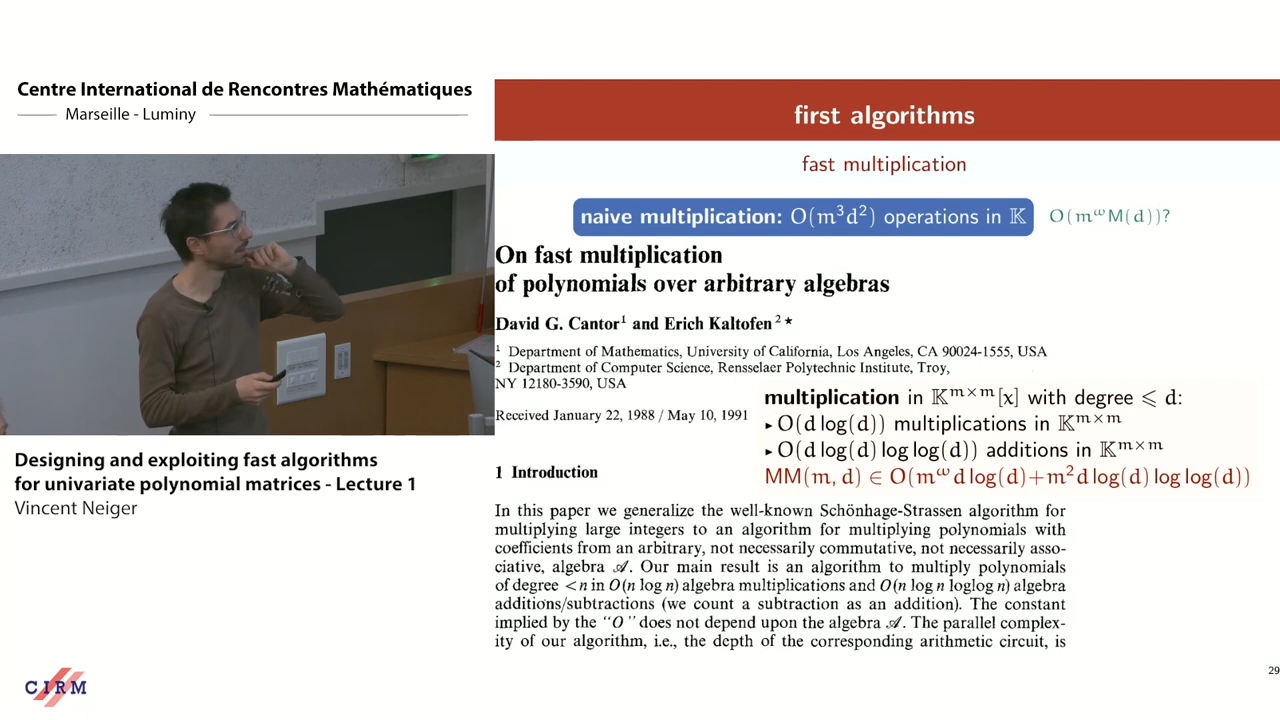 Centre International de Rencontres Mathématiques
Marseille - Luminy
first algorithms
fast multiplication
naive multiplication: O(m³d²) operations in 𝕂
O(m^ωM(d))?
On fast multiplication
of polynomials over arbitrary algebras
David G. Cantor¹ and Erich Kaltofen²*
¹ Department of Mathematics, University of California, Los Angeles, CA 90024-1555, USA
² Department of Computer Science, Rensselaer Polytechnic Institute, Troy,
NY 12180-3590, USA
Received January 22, 1988 / May 10, 1991
multiplication in 𝕂^{m×m}[x] with degree ⩽ d:
▸ O(d log(d)) multiplications in 𝕂^{m×m}
▸ O(d log(d) log log(d)) additions in 𝕂^{m×m}
MM(m, d) ∈ O(m^ω d log(d)+m²d log(d) log log(d))
1 Introduction
In this paper we generalize the well-known Schönhage-Strassen algorithm for
multiplying large integers to an algorithm for multiplying polynomials with
coefficients from an arbitrary, not necessarily commutative, not necessarily asso-
ciative, algebra 𝒜. Our main result is an algorithm to multiply polynomials
of degree <n in O(n log n) algebra multiplications and O(n log n loglog n) algebra
additions/subtractions (we count a subtraction as an addition). The constant
implied by the "O" does not depend upon the algebra 𝒜. The parallel complex-
ity of our algorithm, i.e., the depth of the corresponding arithmetic circuit, is
Designing and exploiting fast algorithms
for univariate polynomial matrices - Lecture 1
Vincent Neiger
CIRM
29